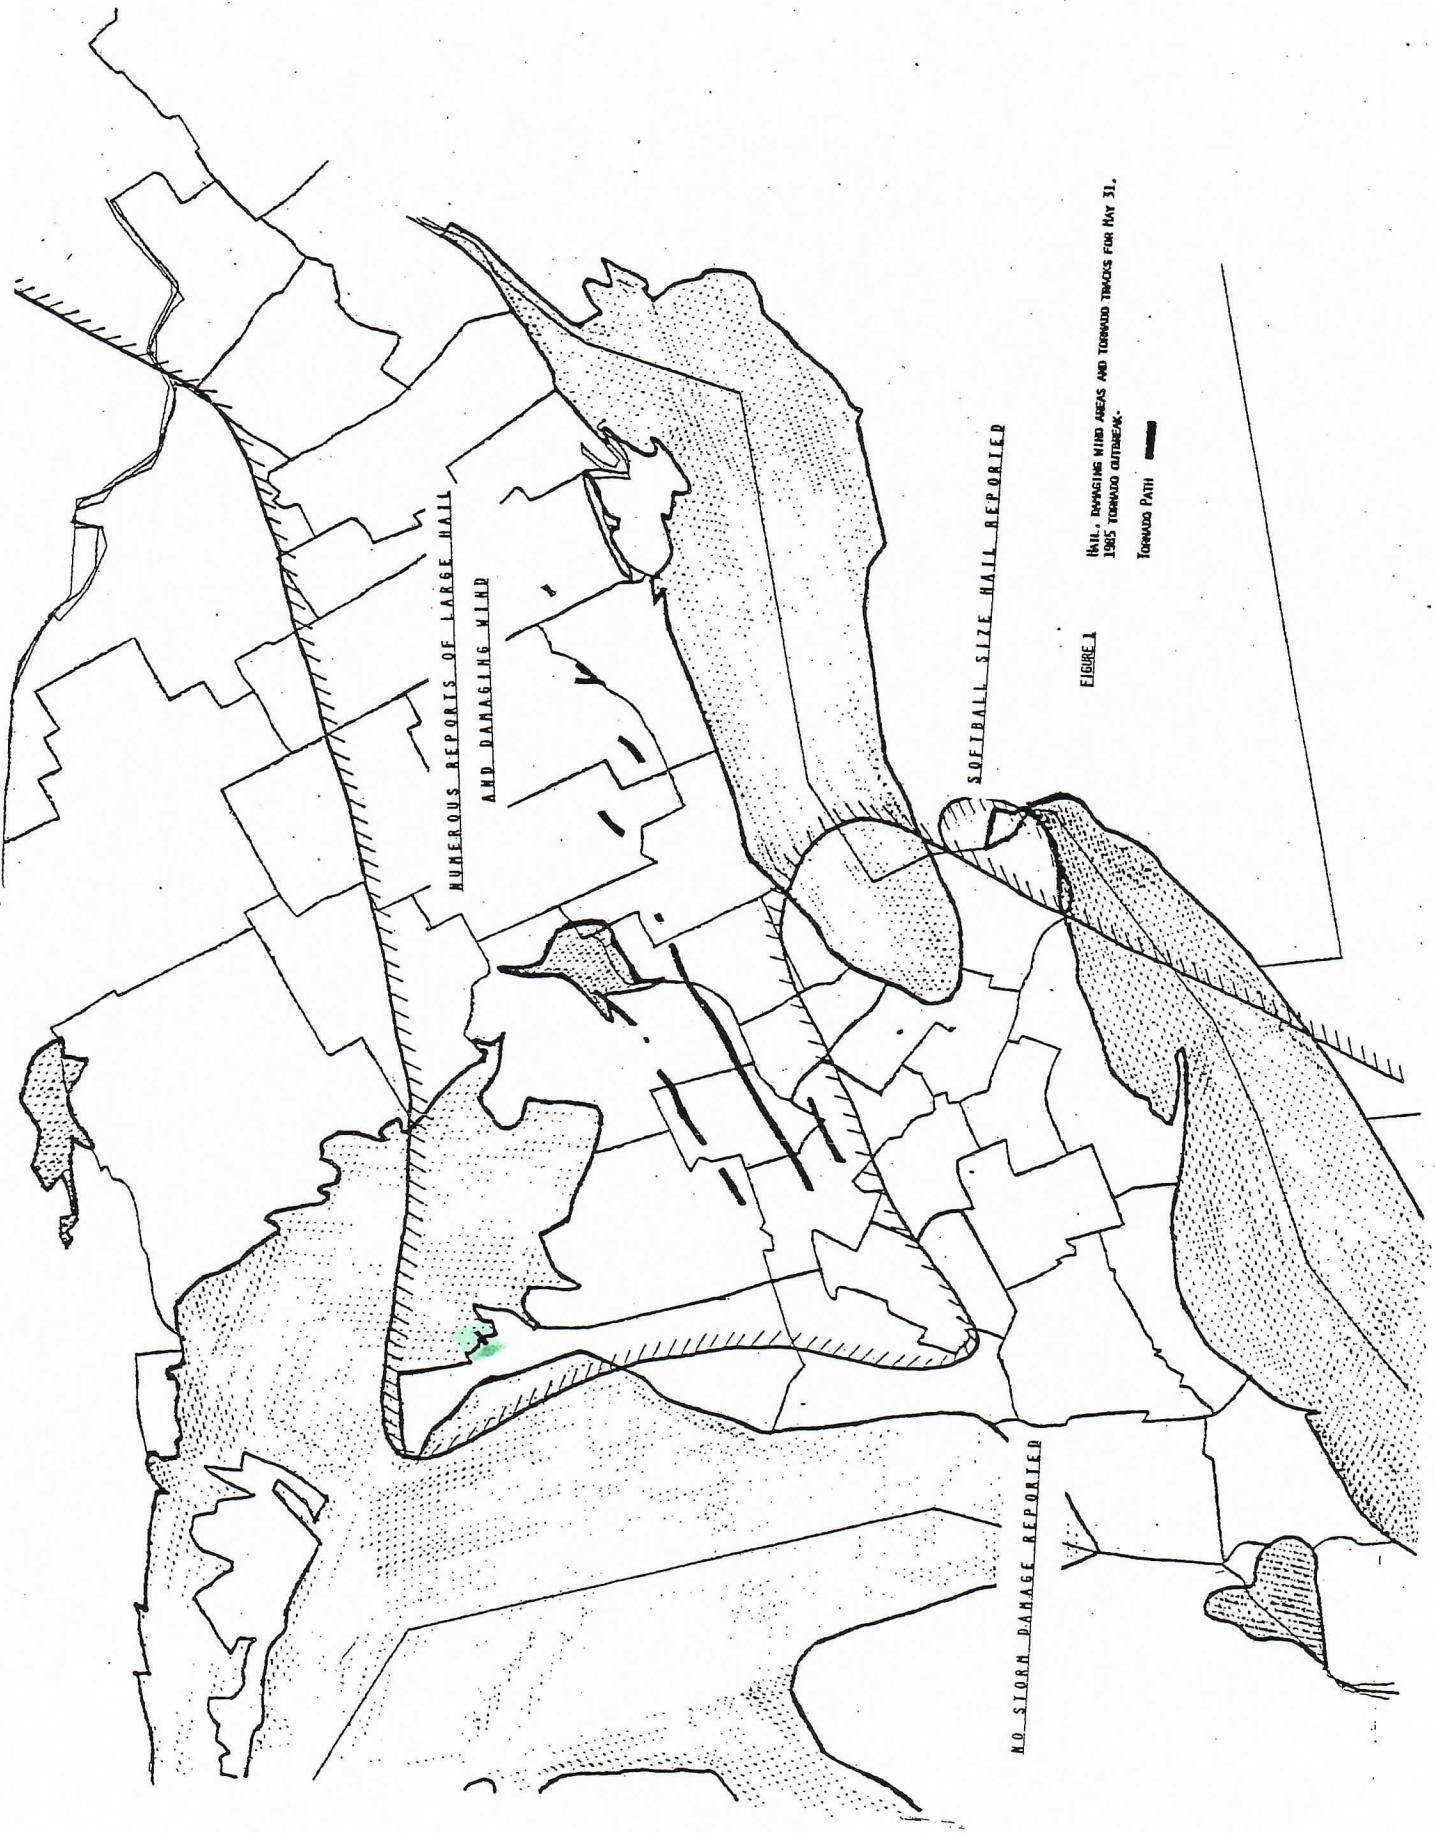 NUMEROUS REPORTS OF LARGE HAIL
AND DAMAGING WIND
SOFTBALL SIZE HAIL REPORTED
NO STORM DAMAGE REPORTED
FIGURE 1
HAIL, DAMAGING WIND AREAS AND TORNADO TRACKS FOR MAY 31,
1985 TORNADO OUTBREAK.
TORNADO PATH